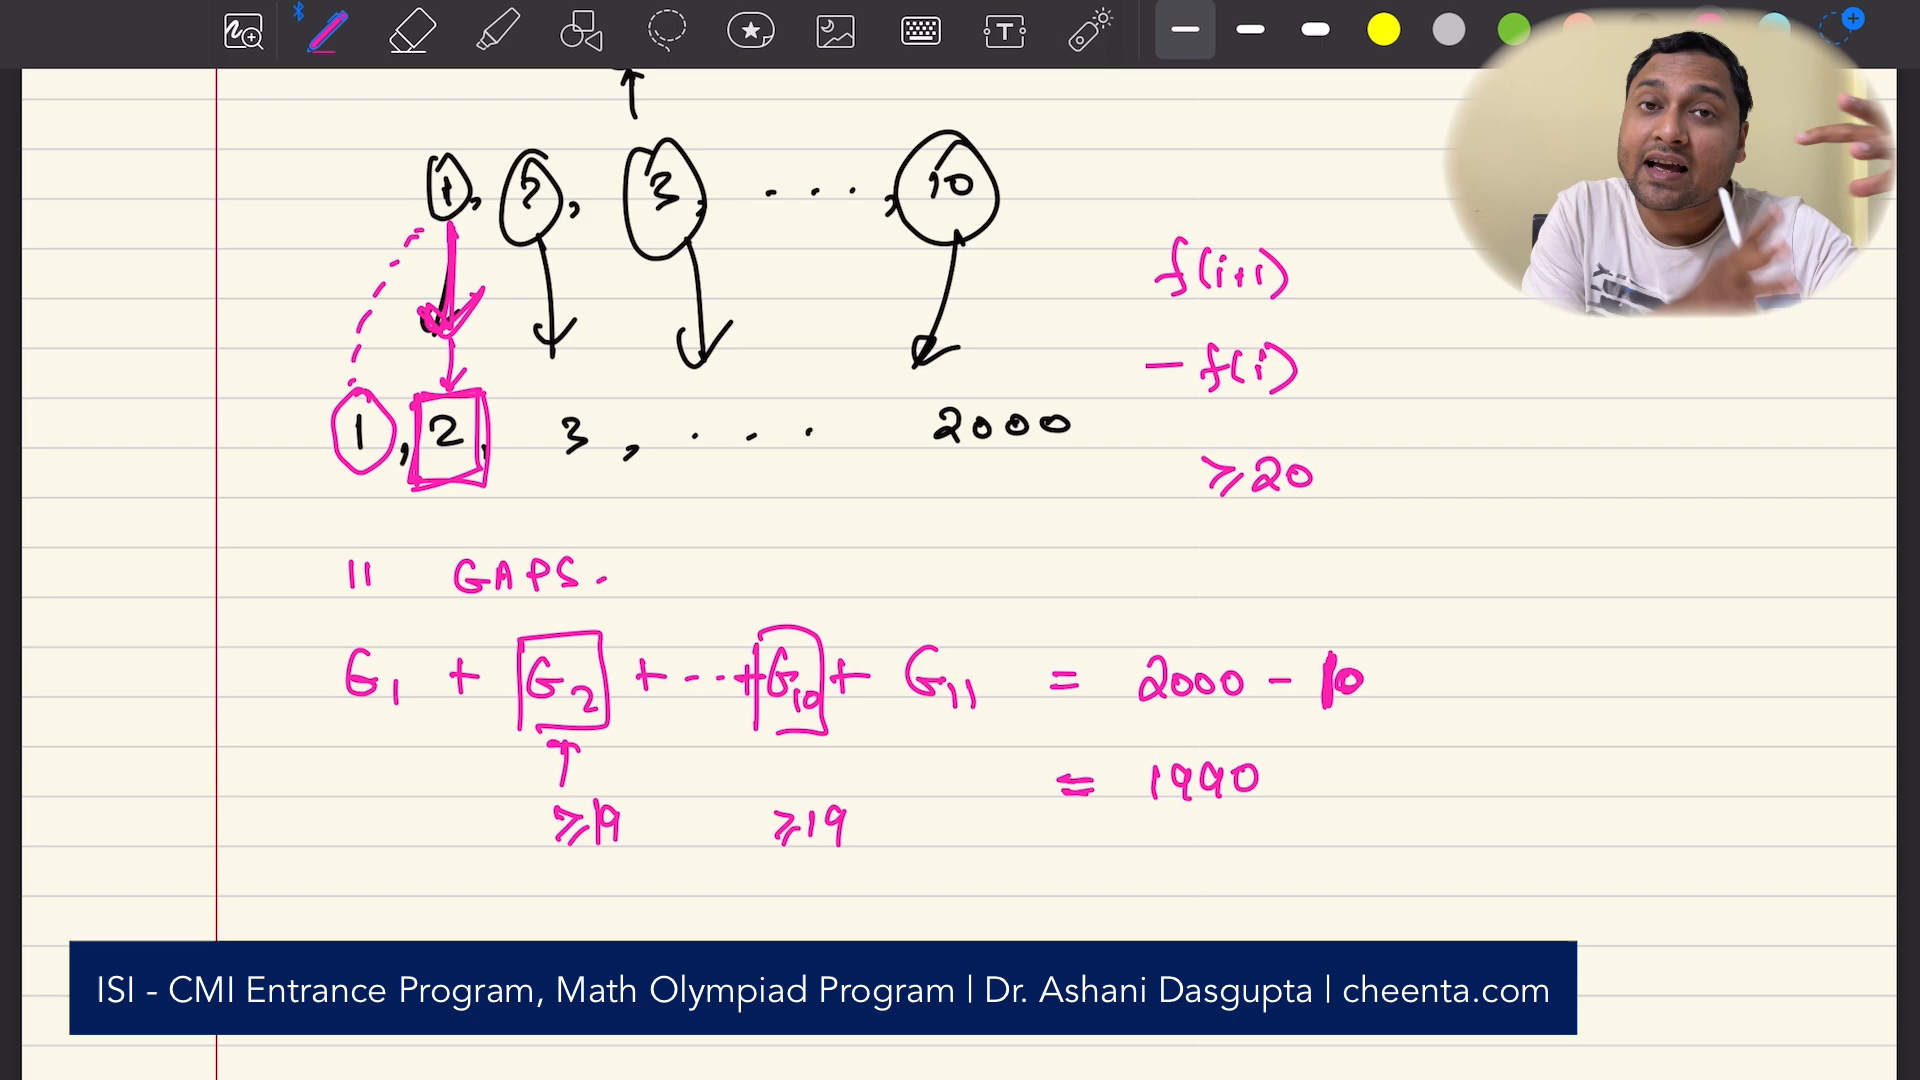 1, 2, 3, . . . , 10
f(i+1)
- f(i)
1, 2, 3, . . . 2000
≥ 20
11 GAPS.
G₁ + G₂ + ... + G₁₀ + G₁₁ = 2000 - 10
≥19 ≥19 = 1990
ISI - CMI Entrance Program, Math Olympiad Program | Dr. Ashani Dasgupta | cheenta.com